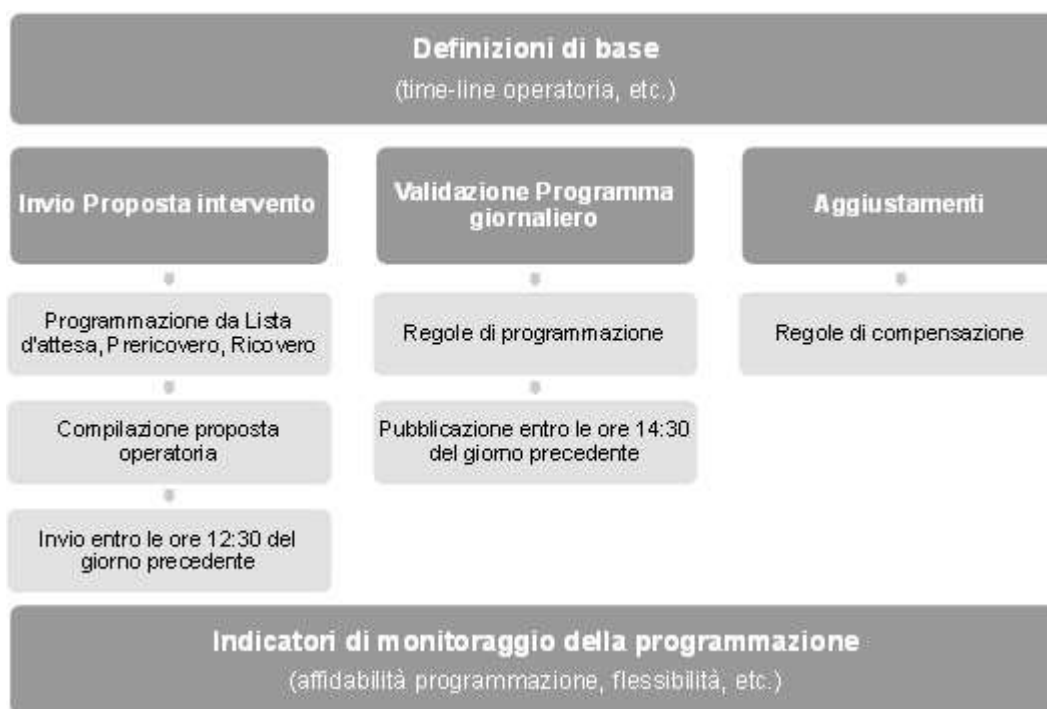 Definizioni di base
(time-line operatoria, etc.)
Invio Proposta intervento
Programmazione da Lista
d'attesa, Prericovero, Ricovero
Compilazione proposta
operatoria
Invio entro le ore 12:30 del
giorno precedente
Validazione Programma
giornaliero
Regole di programmazione
Pubblicazione entro le ore 14:30
del giorno precedente
Aggiustamenti
Regole di compensazione
Indicatori di monitoraggio della programmazione
(affidabilità programmazione, flessibilità, etc.)